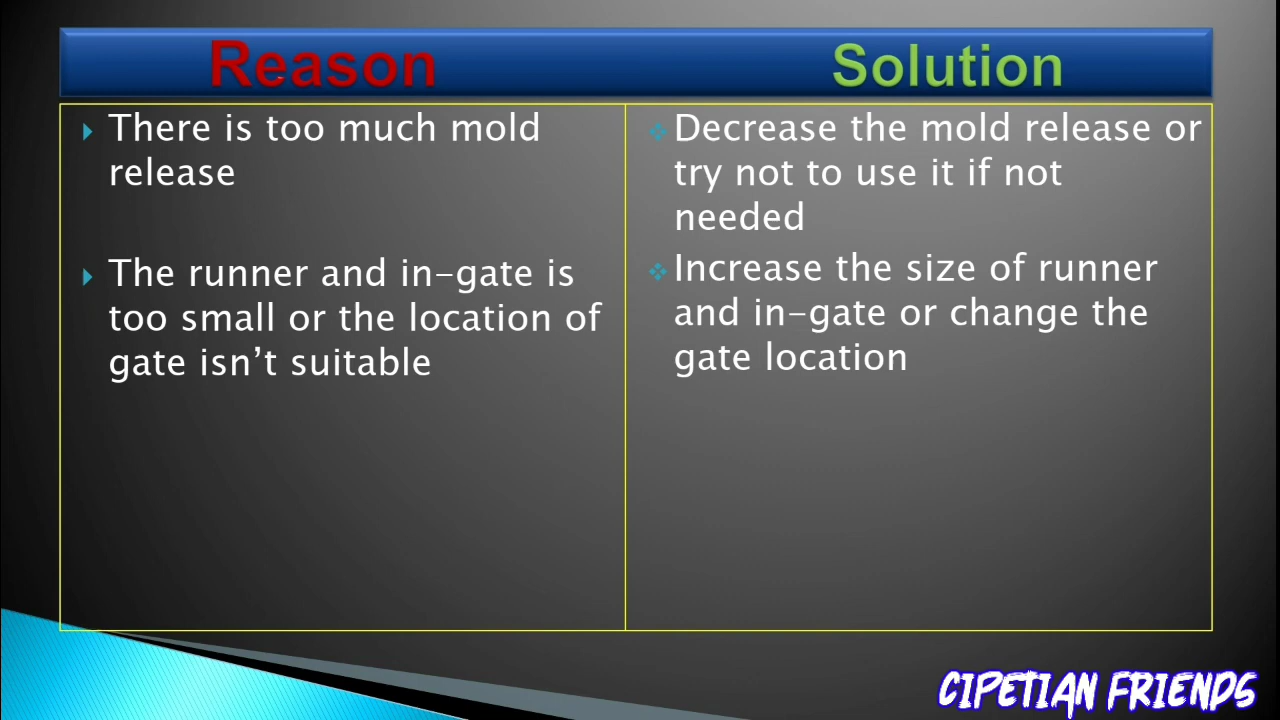 Reason
Solution
There is too much mold
release
The runner and in-gate is
too small or the location of
gate isn't suitable
Decrease the mold release or
try not to use it if not
needed
Increase the size of runner
and in-gate or change the
gate location
CIPETIAN FRIENDS